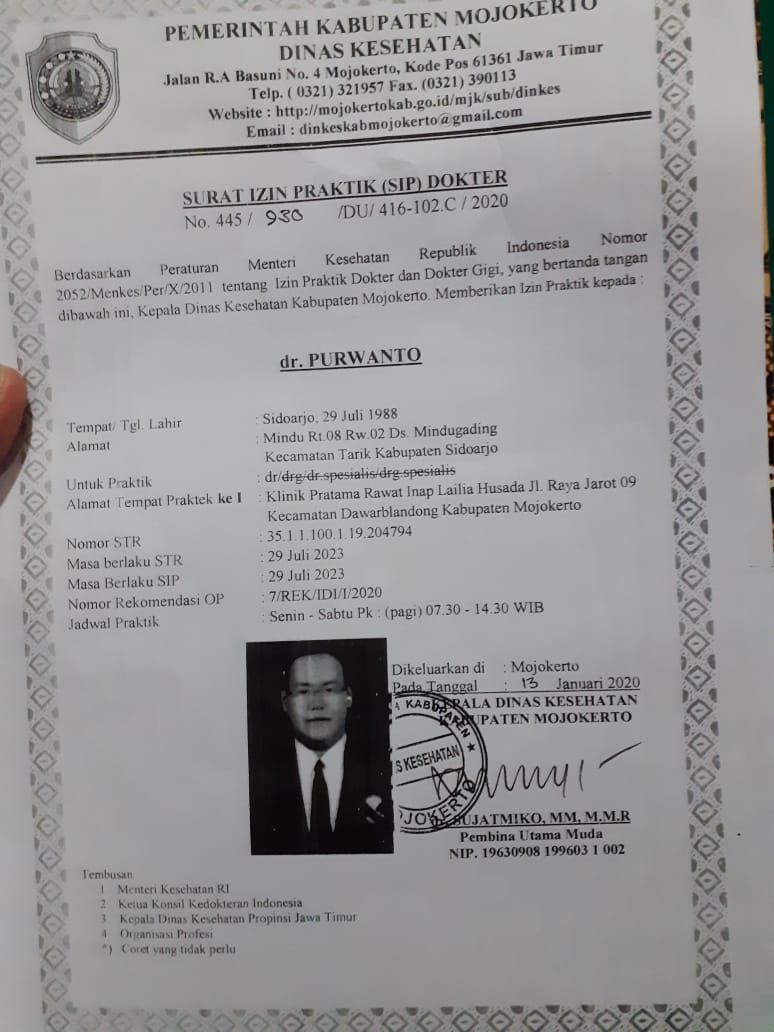 PEMERINTAH KABUPATEN MOJOKERTO
DINAS KESEHATAN
Jalan R.A Basuni No. 4 Mojokerto, Kode Pos 61361 Jawa Timur
Telp. ( 0321) 321957 Fax. (0321) 390113
Website : http://mojokertokab.go.id/mjk/sub/dinkes
Email : dinkeskabmojokerto@gmail.com
SURAT IZIN PRAKTIK (SIP) DOKTER
No. 445 / 930 /DU/ 416-102.C / 2020
Berdasarkan Peraturan Menteri Kesehatan Republik Indonesia Nomor
2052/Menkes/Per/X/2011 tentang Izin Praktik Dokter dan Dokter Gigi, yang bertanda tangan
dibawah ini, Kepala Dinas Kesehatan Kabupaten Mojokerto. Memberikan Izin Praktik kepada :
dr. PURWANTO
Tempat/ Tgl. Lahir : Sidoarjo, 29 Juli 1988
Alamat : Mindu Rt.08 Rw.02 Ds. Mindugading
Kecamatan Tarik Kabupaten Sidoarjo
Untuk Praktik : dr/drg/dr.spesialis/drg.spesialis
Alamat Tempat Praktek ke I : Klinik Pratama Rawat Inap Lailia Husada Jl. Raya Jarot 09
Kecamatan Dawarblandong Kabupaten Mojokerto
Nomor STR : 35.1.1.100.1.19.204794
Masa berlaku STR : 29 Juli 2023
Masa Berlaku SIP : 29 Juli 2023
Nomor Rekomendasi OP : 7/REK/IDI/I/2020
Jadwal Praktik : Senin - Sabtu Pk : (pagi) 07.30 - 14.30 WIB
Dikeluarkan di : Mojokerto
Pada Tanggal : 13 Januari 2020
KEPALA DINAS KESEHATAN
KABUPATEN MOJOKERTO
KABUPATEN
S KESEHATAN
MOJOKERTO
SUJATMIKO, MM, M.M.R
Pembina Utama Muda
NIP. 19630908 199603 1 002
Tembusan
1 Menteri Kesehatan RI
2 Ketua Konsil Kedokteran Indonesia
3 Kepala Dinas Kesehatan Propinsi Jawa Timur
4 Organisasi Profesi
*) Coret yang tidak perlu